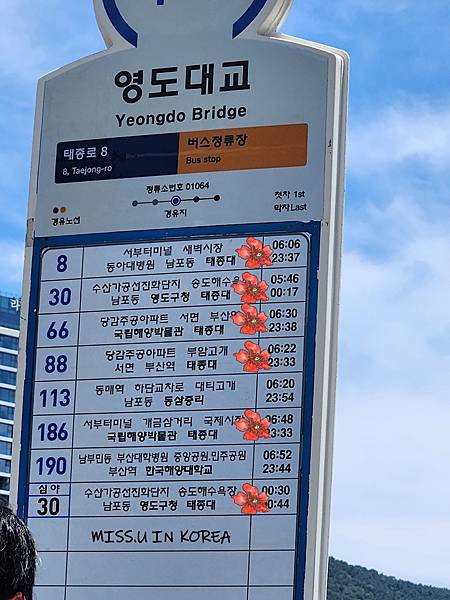 영도대교
Yeongdo Bridge
태종로 8
8, Taejong-ro
버스정류장
Bus stop
정류소번호 01064
경유노선
경유지
첫차 1st
막차 Last
8 서부터미널 새벽시장 06:06
동아대병원 남포동 태종대 23:37
30 수산가공선진화단지 송도해수욕 05:46
남포동 영도구청 태종대 00:17
66 당감주공아파트 서면 부산 06:30
국립해양박물관 태종대 23:38
88 당감주공아파트 부암고개 06:22
서면 부산역 태종대 23:33
113 동매역 하단교차로 대티고개 06:20
남포동 동삼중리 23:54
186 서부터미널 개금삼거리 국제시장 06:48
국립해양박물관 태종대 23:33
190 남부민동 부산대학병원 중앙공원,민주공원 06:52
부산역 한국해양대학교 23:44
심야 30 수산가공선진화단지 송도해수욕장 00:30
남포동 영도구청 태종대 0:44
MISS.U IN KOREA